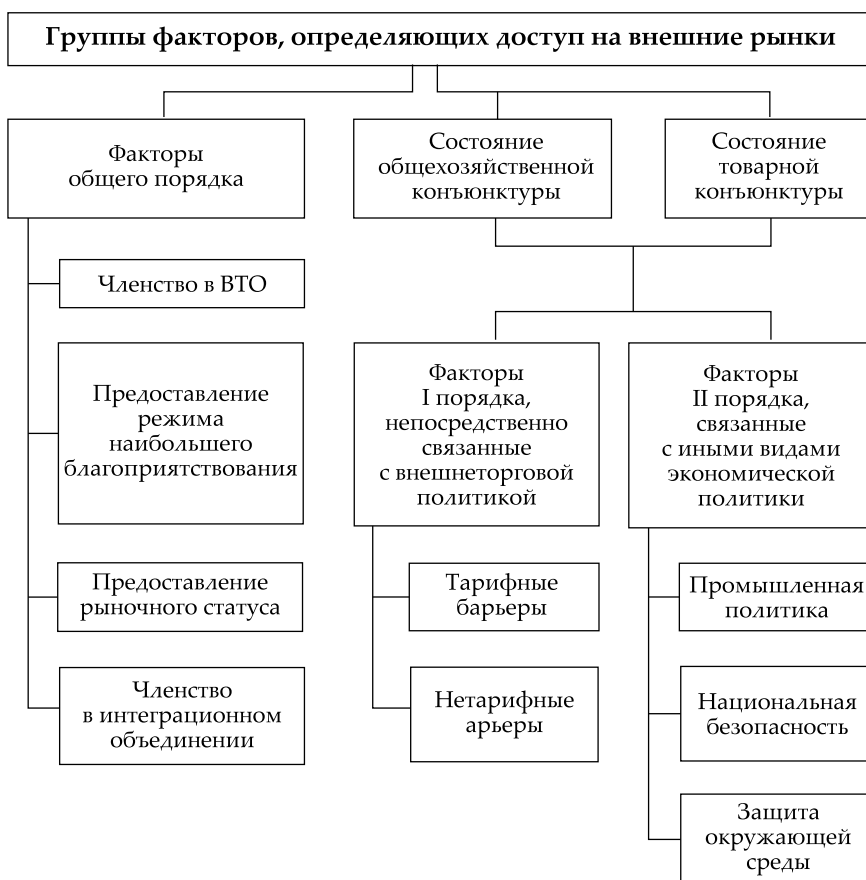 Группы факторов, определяющих доступ на внешние рынки
Факторы
общего порядка
Состояние
общехозяйственной
конъюнктуры
Состояние
товарной
конъюнктуры
Членство в ВТО
Предоставление
режима
наибольшего
благоприятствования
Предоставление
рыночного статуса
Членство
в интеграционном
объединении
Факторы
I порядка,
непосредственно
связанные
с внешнеторговой
политикой
Тарифные
барьеры
Нетарифные
арьеры
Факторы
II порядка,
связанные
с иными видами
экономической
политики
Промышленная
политика
Национальная
безопасность
Защита
окружающей
среды